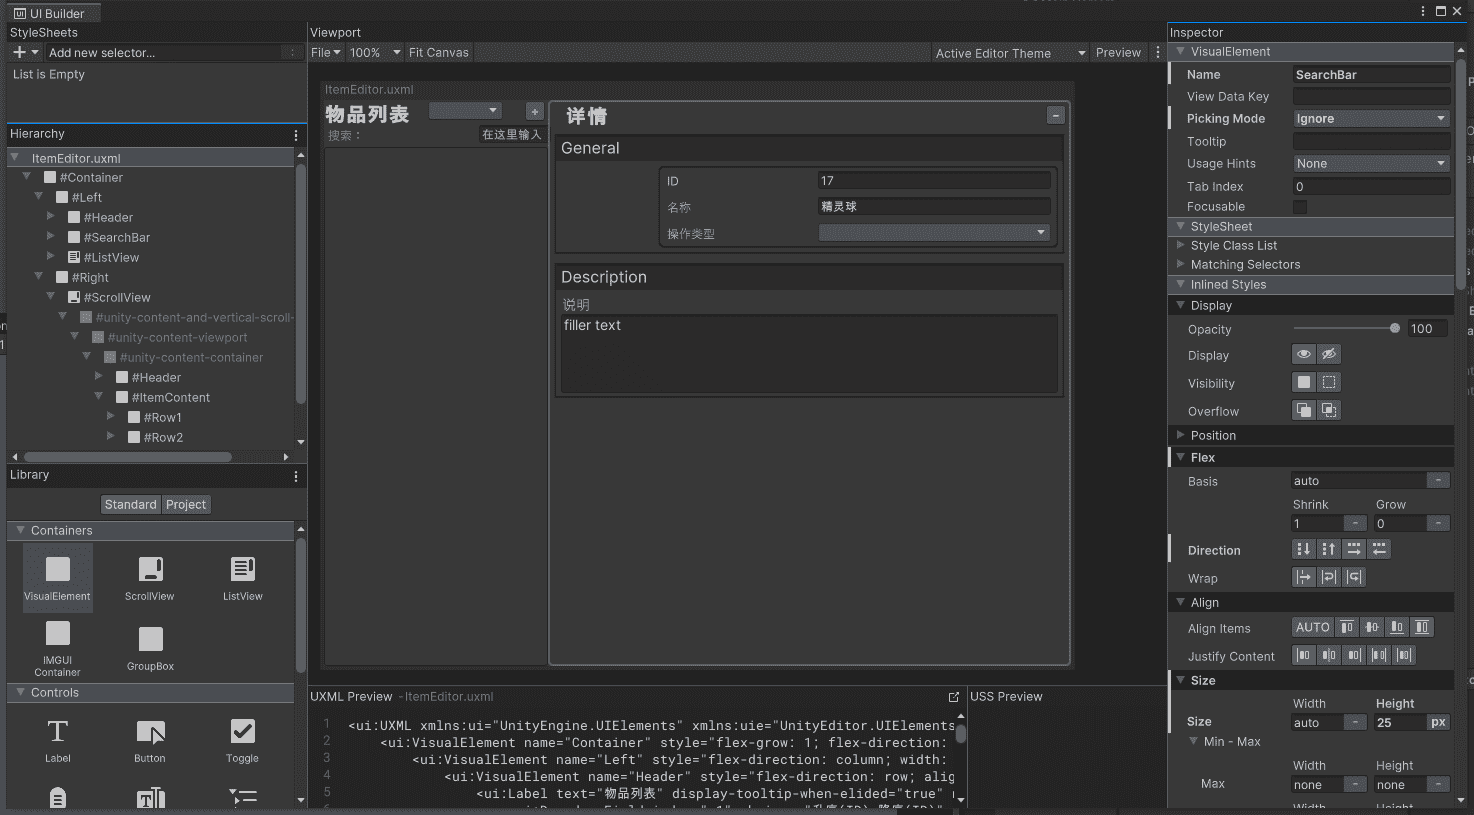 UI Builder
StyleSheets
Add new selector...
List is Empty
Hierarchy
ItemEditor.uxml
#Container
#Left
#Header
#SearchBar
#ListView
#Right
#ScrollView
#unity-content-and-vertical-scroll-
#unity-content-viewport
#unity-content-container
#Header
#ItemContent
#Row1
#Row2
Library
Standard Project
Containers
VisualElement ScrollView ListView
IMGUI Container GroupBox
Controls
Label Button Toggle
Viewport
File 100% Fit Canvas Active Editor Theme Preview
ItemEditor.uxml
物品列表 +
搜索： 在这里输入
详情 -
General
ID 17
名称 精灵球
操作类型
Description
说明
filler text
UXML Preview -ItemEditor.uxml
1 <ui:UXML xmlns:ui="UnityEngine.UIElements" xmlns:uie="UnityEditor.UIElements
2 <ui:VisualElement name="Container" style="flex-grow: 1; flex-direction:
3 <ui:VisualElement name="Left" style="flex-direction: column; width:
4 <ui:VisualElement name="Header" style="flex-direction: row; alig
5 <ui:Label text="物品列表" display-tooltip-when-elided="true"
USS Preview
Inspector
VisualElement
Name SearchBar
View Data Key
Picking Mode Ignore
Tooltip
Usage Hints None
Tab Index 0
Focusable
StyleSheet
Style Class List
Matching Selectors
Inlined Styles
Display
Opacity 100
Display
Visibility
Overflow
Position
Flex
Basis auto -
Shrink Grow
1 - 0 -
Direction
Wrap
Align
Align Items AUTO
Justify Content
Size
Width Height
Size auto - 25 px
Min - Max
Width Height
Max none - none -
Width Height